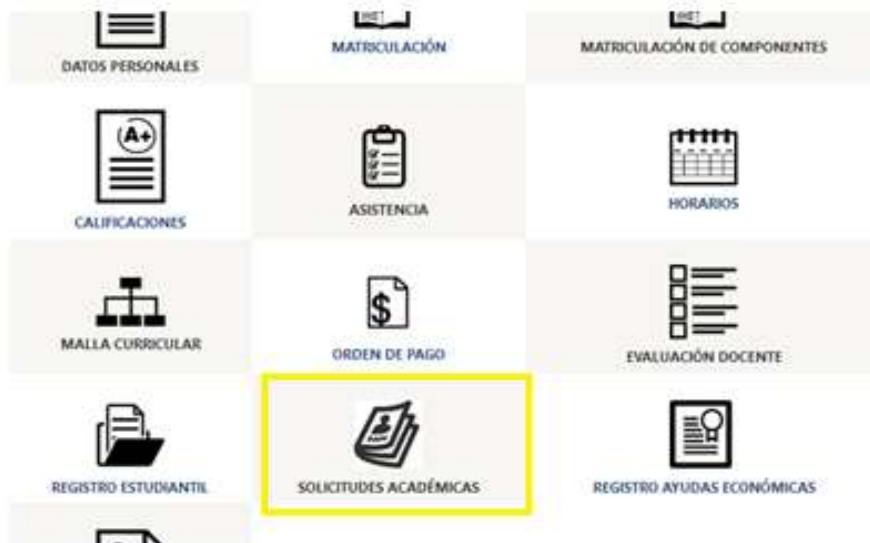 DATOS PERSONALES
MATRICULACIÓN
MATRICULACIÓN DE COMPONENTES
A+
CALIFICACIONES
ASISTENCIA
HORARIOS
MALLA CURRICULAR
$
ORDEN DE PAGO
EVALUACIÓN DOCENTE
REGISTRO ESTUDIANTIL
SOLICITUDES ACADÉMICAS
REGISTRO AYUDAS ECONÓMICAS